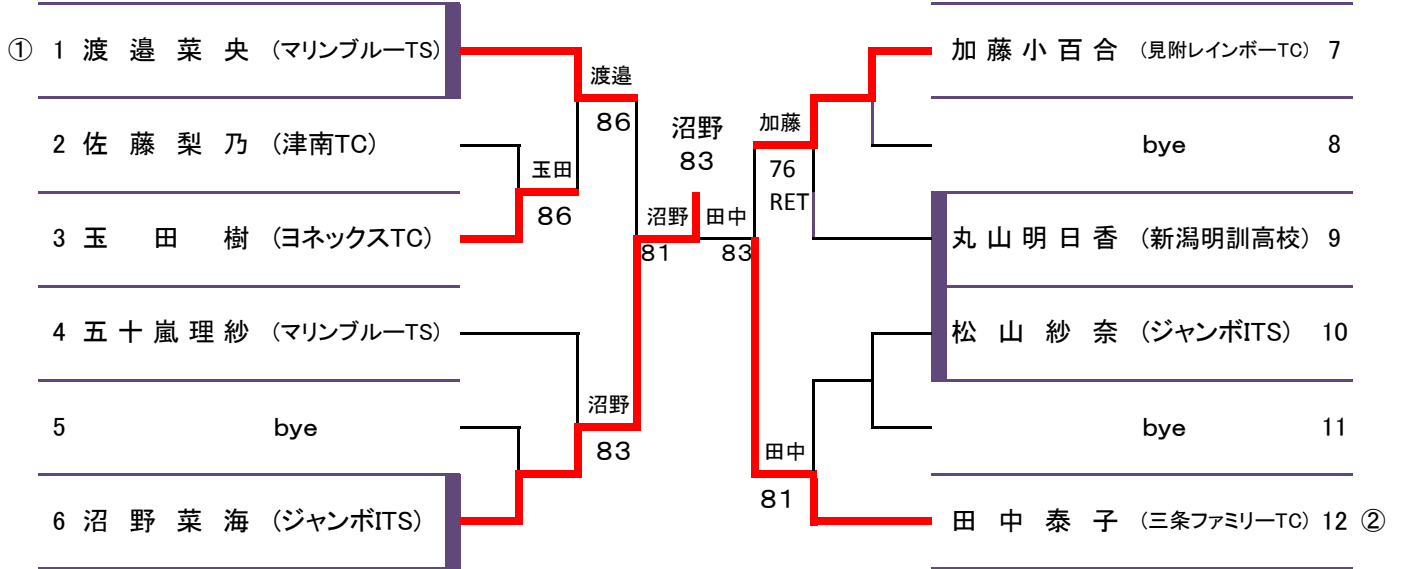 ① 1 渡邉菜央 (マリンブルーTS)
2 佐藤梨乃 (津南TC)
3 玉田樹 (ヨネックスTC)
4 五十嵐理紗 (マリンブルーTS)
5 bye
6 沼野菜海 (ジャンボITS)
渡邉
86
玉田
86
沼野
83
沼野
81
沼野
83
田中
83
加藤
76
RET
田中
81
加藤小百合 (見附レインボーTC) 7
bye 8
丸山明日香 (新潟明訓高校) 9
松山紗奈 (ジャンボITS) 10
bye 11
田中泰子 (三条ファミリーTC) 12 ②